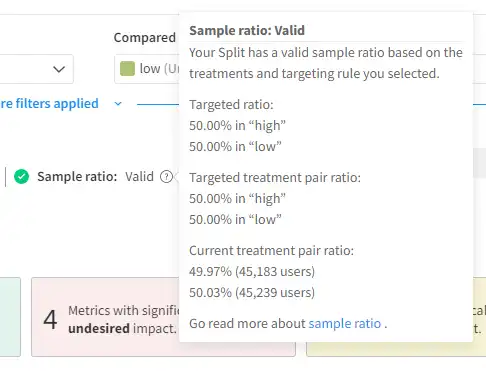 Compared
low (Un
re filters applied
Sample ratio: Valid ?
Sample ratio: Valid
Your Split has a valid sample ratio based on the
treatments and targeting rule you selected.
Targeted ratio:
50.00% in “high”
50.00% in “low”
Targeted treatment pair ratio:
50.00% in “high”
50.00% in “low”
Current treatment pair ratio:
49.97% (45,183 users)
50.03% (45,239 users)
Go read more about sample ratio .
4
Metrics with signific
undesired impact.